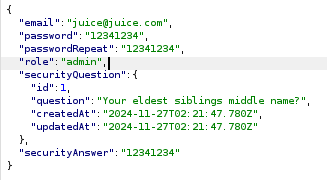 {
"email":"juice@juice.com",
"password":"12341234",
"passwordRepeat":"12341234",
"role":"admin",
"securityQuestion":{
"id":1,
"question":"Your eldest siblings middle name?",
"createdAt":"2024-11-27T02:21:47.780Z",
"updatedAt":"2024-11-27T02:21:47.780Z"
},
"securityAnswer":"12341234"
}